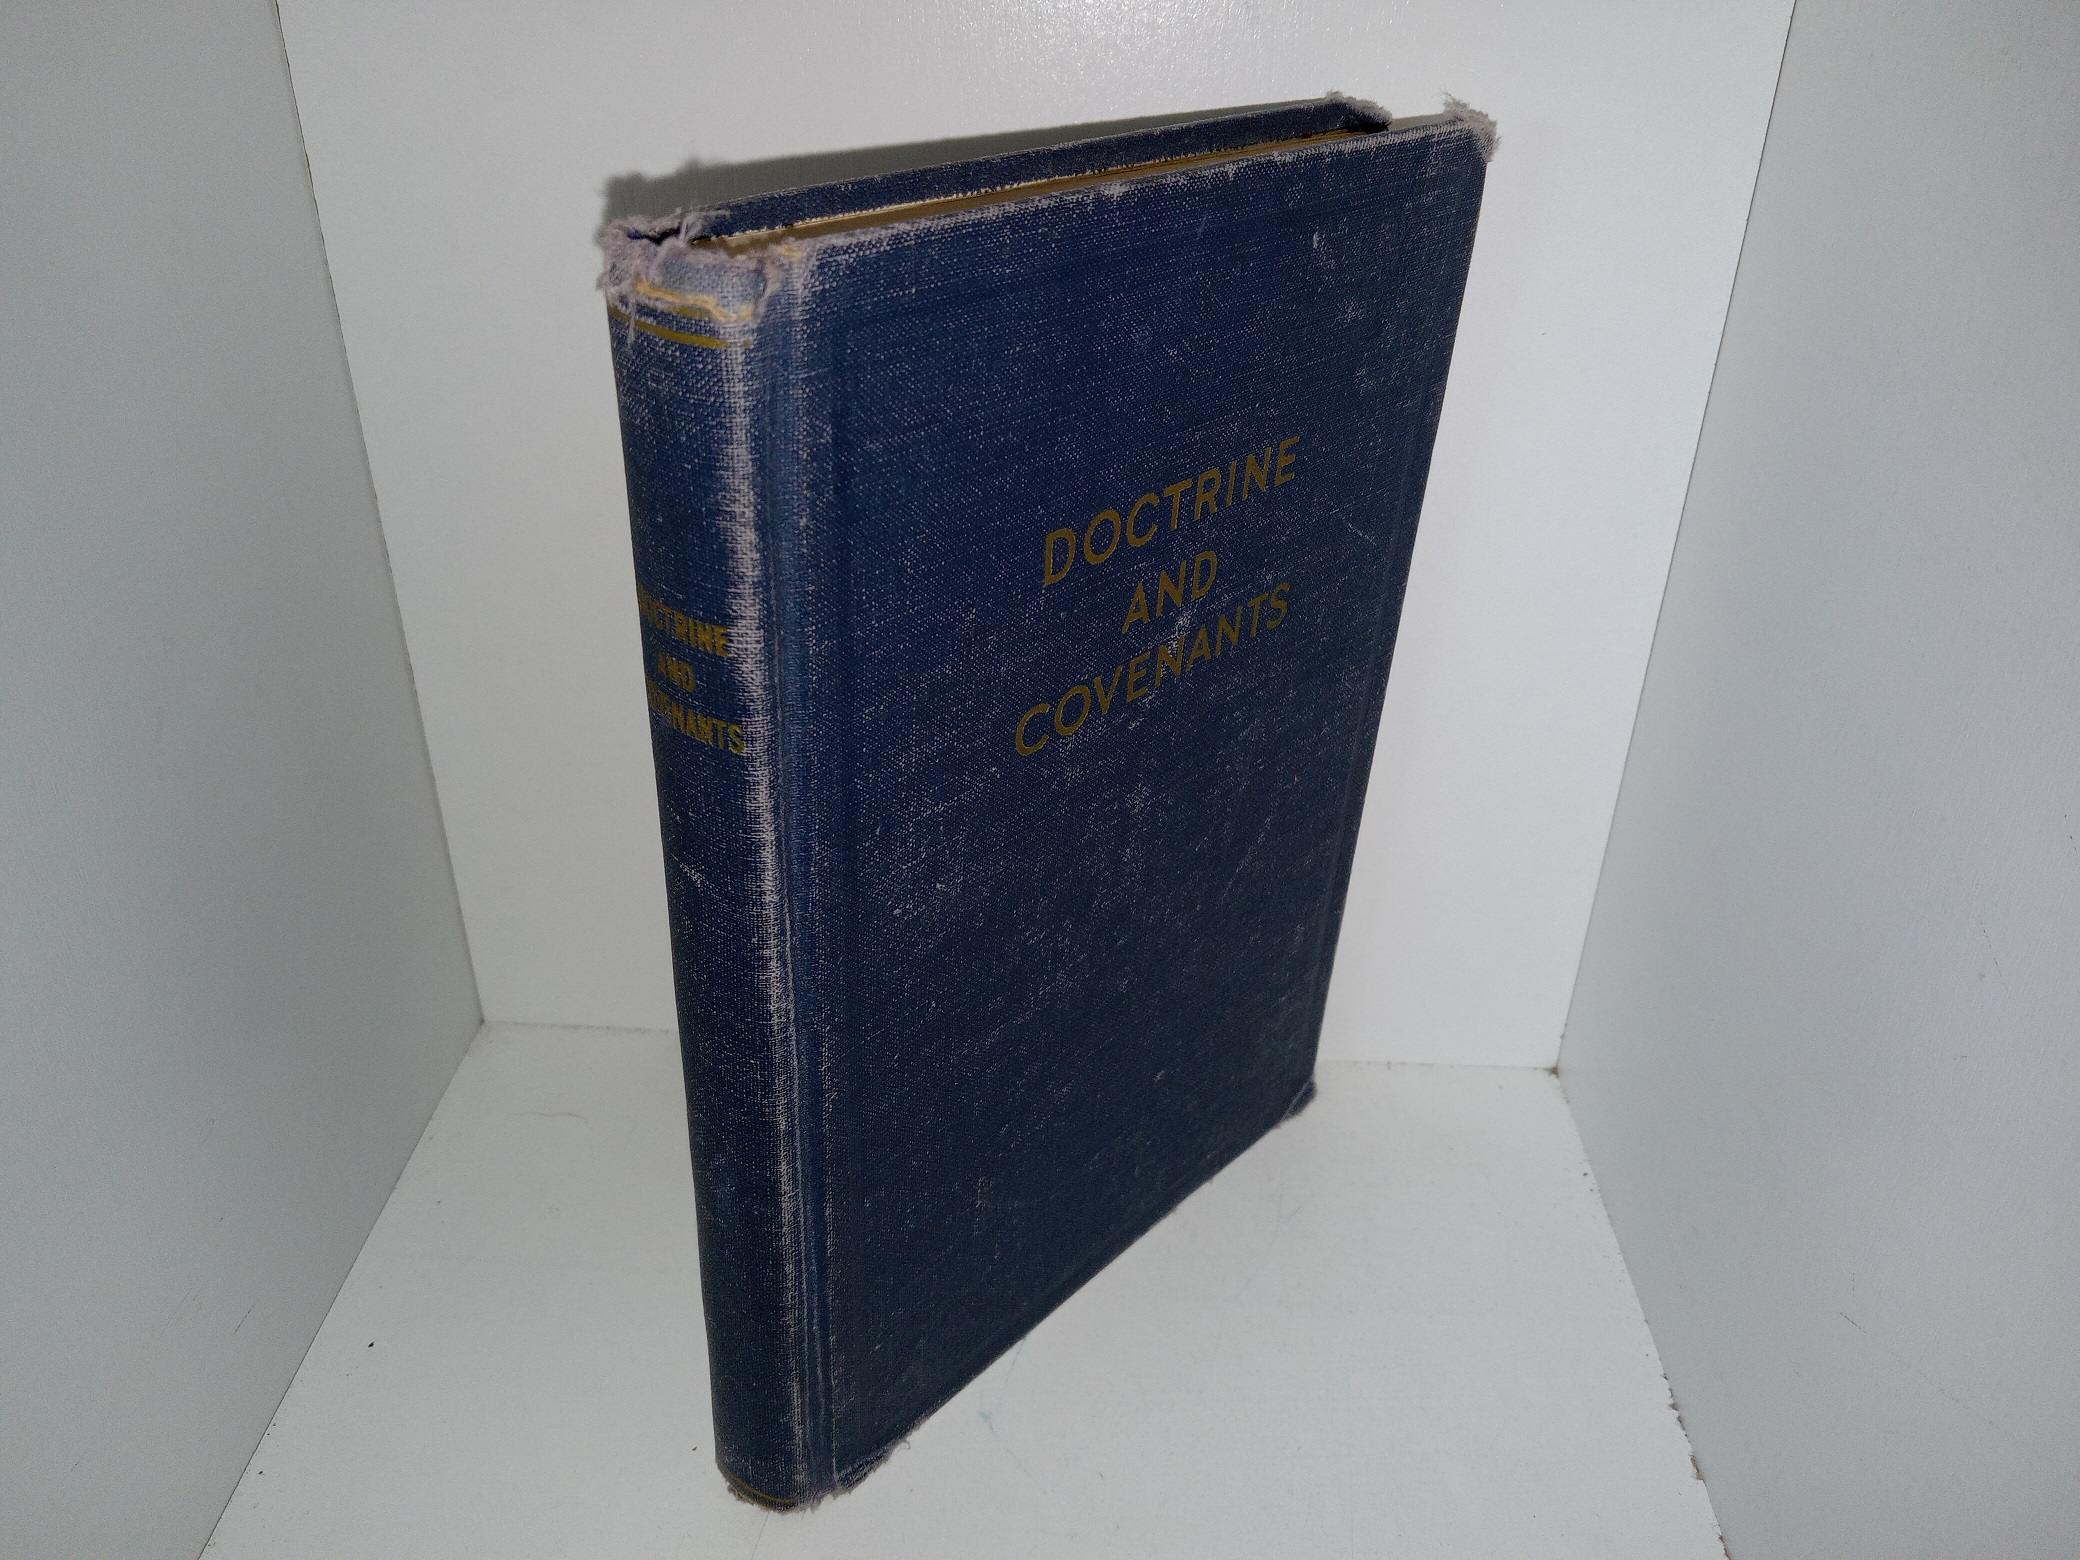 DOCTRINE
AND
COVENANTS
DOCTRINE
AND
COVENANTS